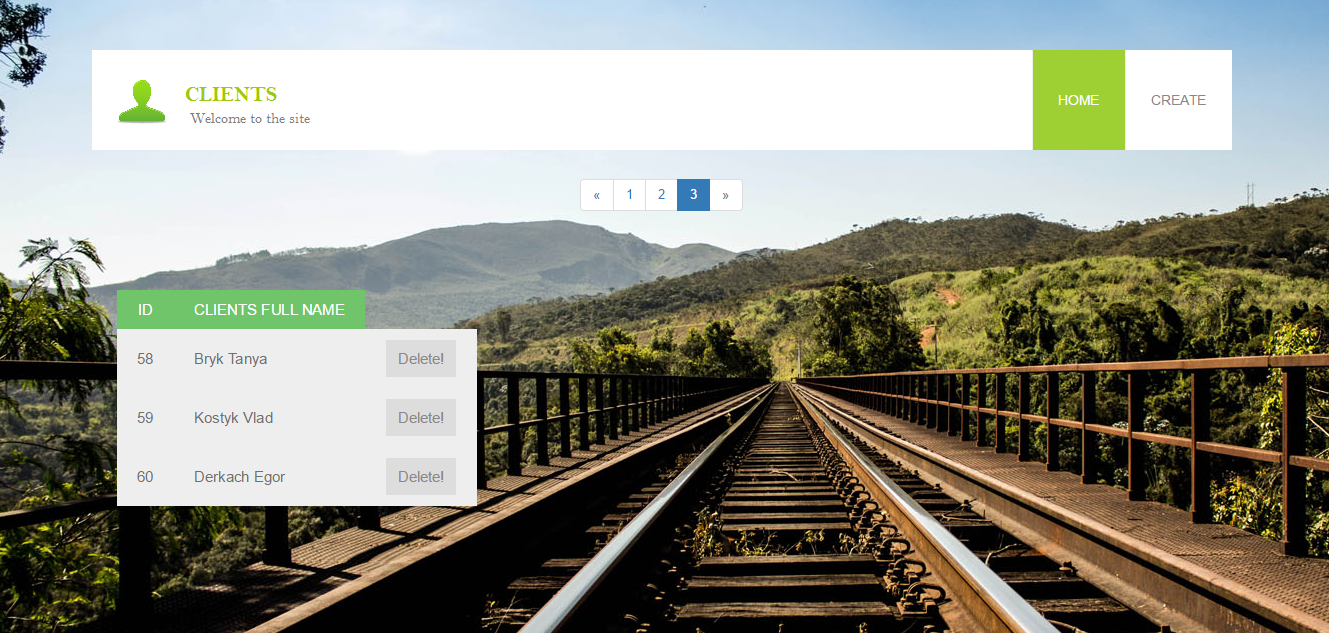 CLIENTS
Welcome to the site
HOME CREATE
« 1 2 3 »
ID CLIENTS FULL NAME
58 Bryk Tanya Delete!
59 Kostyk Vlad Delete!
60 Derkach Egor Delete!